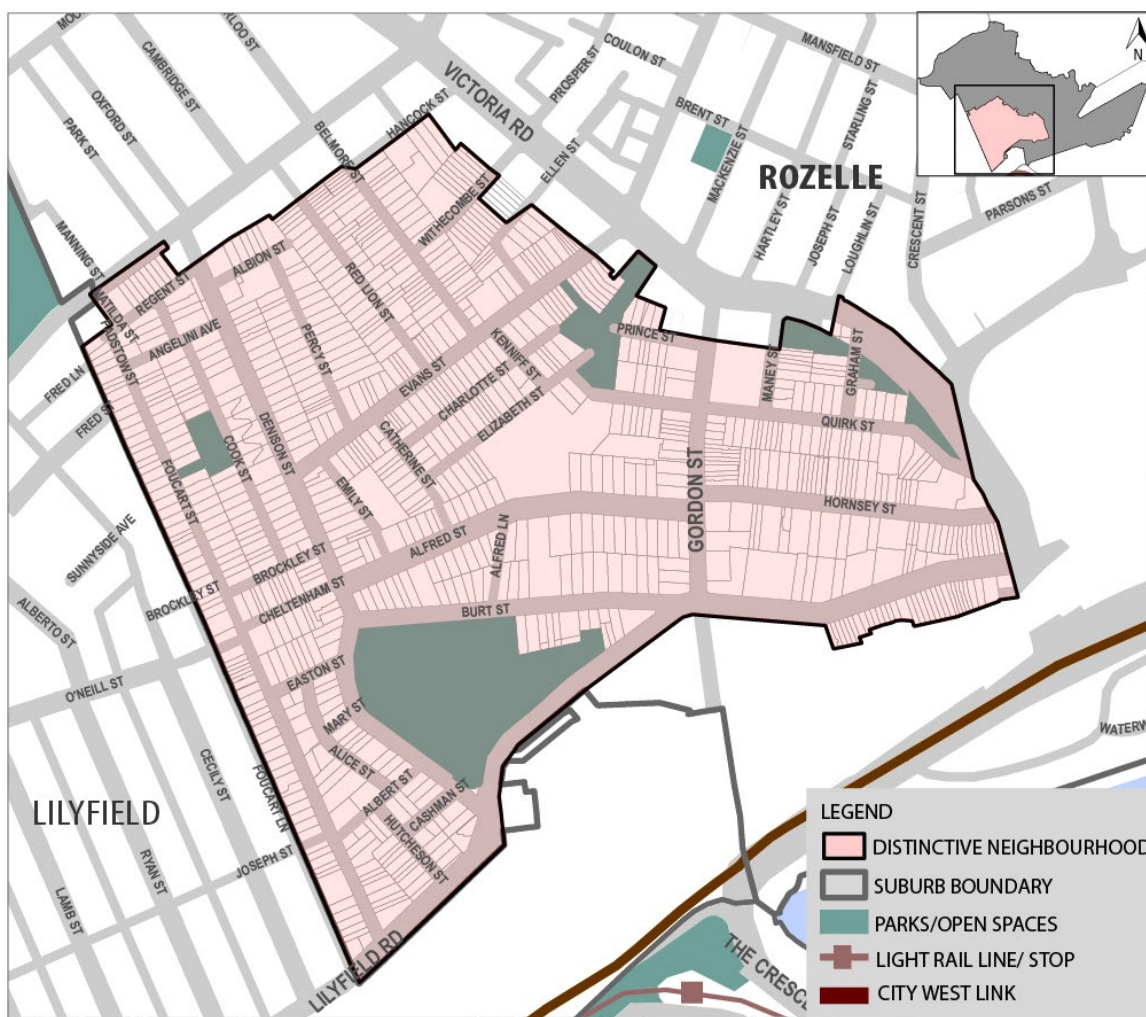 COULON ST
MANSFIELD ST
N
CAMBRIDGE ST
PROSPER ST
VICTORIA RD
OXFORD ST
HANCOCK ST
BRENT ST
STARLING ST
PARK ST
BELMORE ST
ELLEN ST
MACKENZIE ST
ROZELLE
PARSONS ST
WITHECOMBE ST
HARTLEY ST
JOSEPH ST
LOUGHLIN ST
CRESCENT ST
MANNING ST
ALBION ST
REGENT ST
RED LION ST
MATILDA ST
PADSTOW ST
ANGELINI AVE
PERCY ST
KENNIFF ST
PRINCE ST
MANEY ST
GRAHAM ST
FRED LN
EVANS ST
CHARLOTTE ST
FRED ST
ELIZABETH ST
QUIRK ST
COOK ST
DENISON ST
CATHERINE ST
FOUCART ST
EMILY ST
GORDON ST
HORNSEY ST
SUNNYSIDE AVE
ALFRED ST
ALFRED LN
BROCKLEY ST
BROCKLEY ST
CHELTENHAM ST
ALBERTO ST
BURT ST
EASTON ST
O'NEILL ST
MARY ST
CECILY ST
ALICE ST
ALBERT ST
CASHMAN ST
FOUCART LN
HUTCHESON ST
LILYFIELD
JOSEPH ST
RYAN ST
LAMB ST
LILYFIELD RD
THE CRESC
LEGEND
DISTINCTIVE NEIGHBOURHOOD
SUBURB BOUNDARY
PARKS/OPEN SPACES
LIGHT RAIL LINE/ STOP
CITY WEST LINK